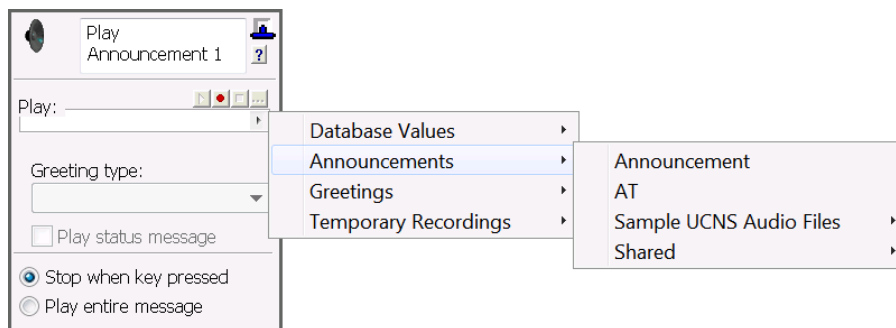 Play
Announcement 1
?
Play:
...
Greeting type:
Play status message
Stop when key pressed
Play entire message
Database Values
Announcements
Greetings
Temporary Recordings
Announcement
AT
Sample UCNS Audio Files
Shared